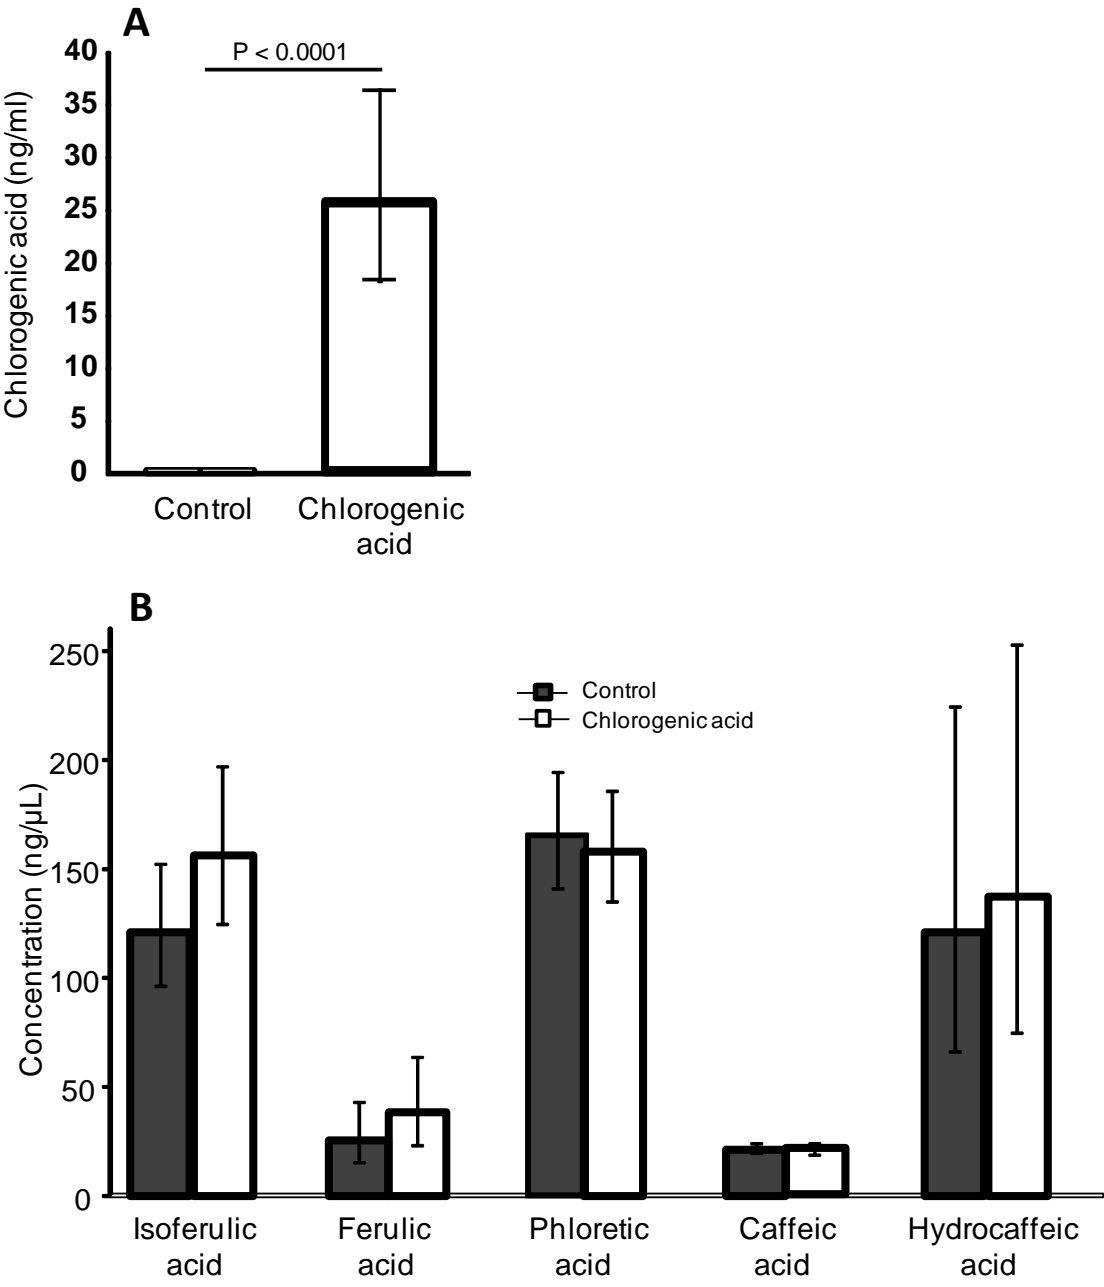 A
P < 0.0001
Chlorogenic acid (ng/ml)
40
35
30
25
20
15
10
5
0
Control
Chlorogenic
acid
B
Control
Chlorogenic acid
Concentration (ng/µL)
250
200
150
100
50
0
Isoferulic
acid
Ferulic
acid
Phloretic
acid
Caffeic
acid
Hydrocaffeic
acid